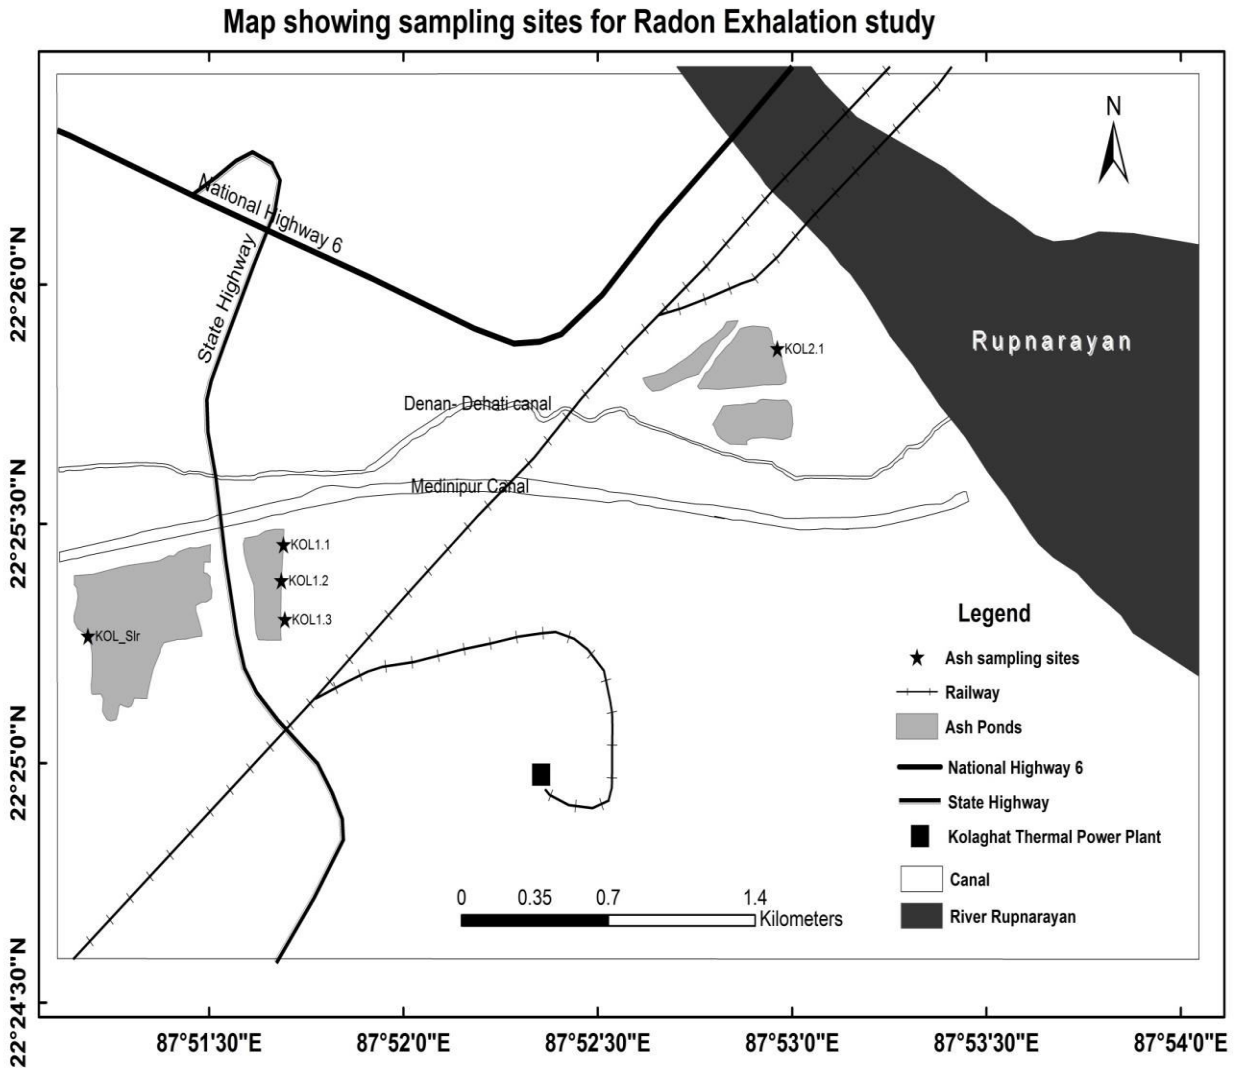 Map showing sampling sites for Radon Exhalation study
N
National Highway 6
State Highway
22°26'0"N
Rupnarayan
KOL2.1
Denan- Dehati canal
Medinipur Canal
22°25'30"N
KOL1.1
KOL1.2
KOL1.3
KOL_Slr
Legend
Ash sampling sites
Railway
Ash Ponds
National Highway 6
State Highway
Kolaghat Thermal Power Plant
Canal
River Rupnarayan
22°25'0"N
0 0.35 0.7 1.4
Kilometers
22°24'30"N
87°51'30"E 87°52'0"E 87°52'30"E 87°53'0"E 87°53'30"E 87°54'0"E